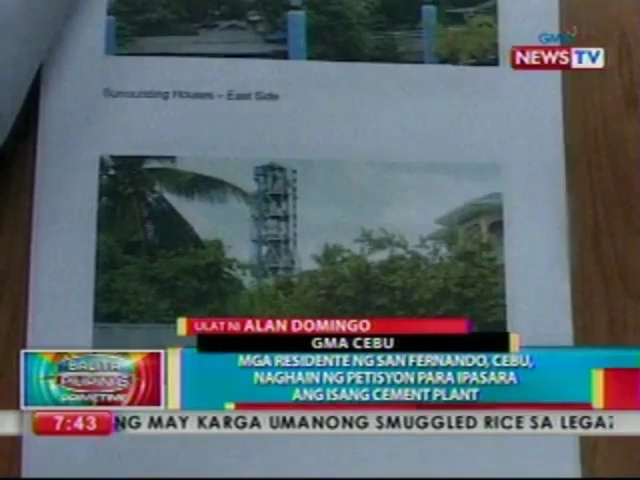 GMA
NEWS TV
Surrounding Houses – East Side
ULAT NI ALAN DOMINGO
GMA CEBU
MGA RESIDENTE NG SAN FERNANDO, CEBU,
NAGHAIN NG PETISYON PARA IPASARA
ANG ISANG CEMENT PLANT
BALITA
PILIPINAS
PRIMETIME
7:43 NG MAY KARGA UMANONG SMUGGLED RICE SA LEGAZ